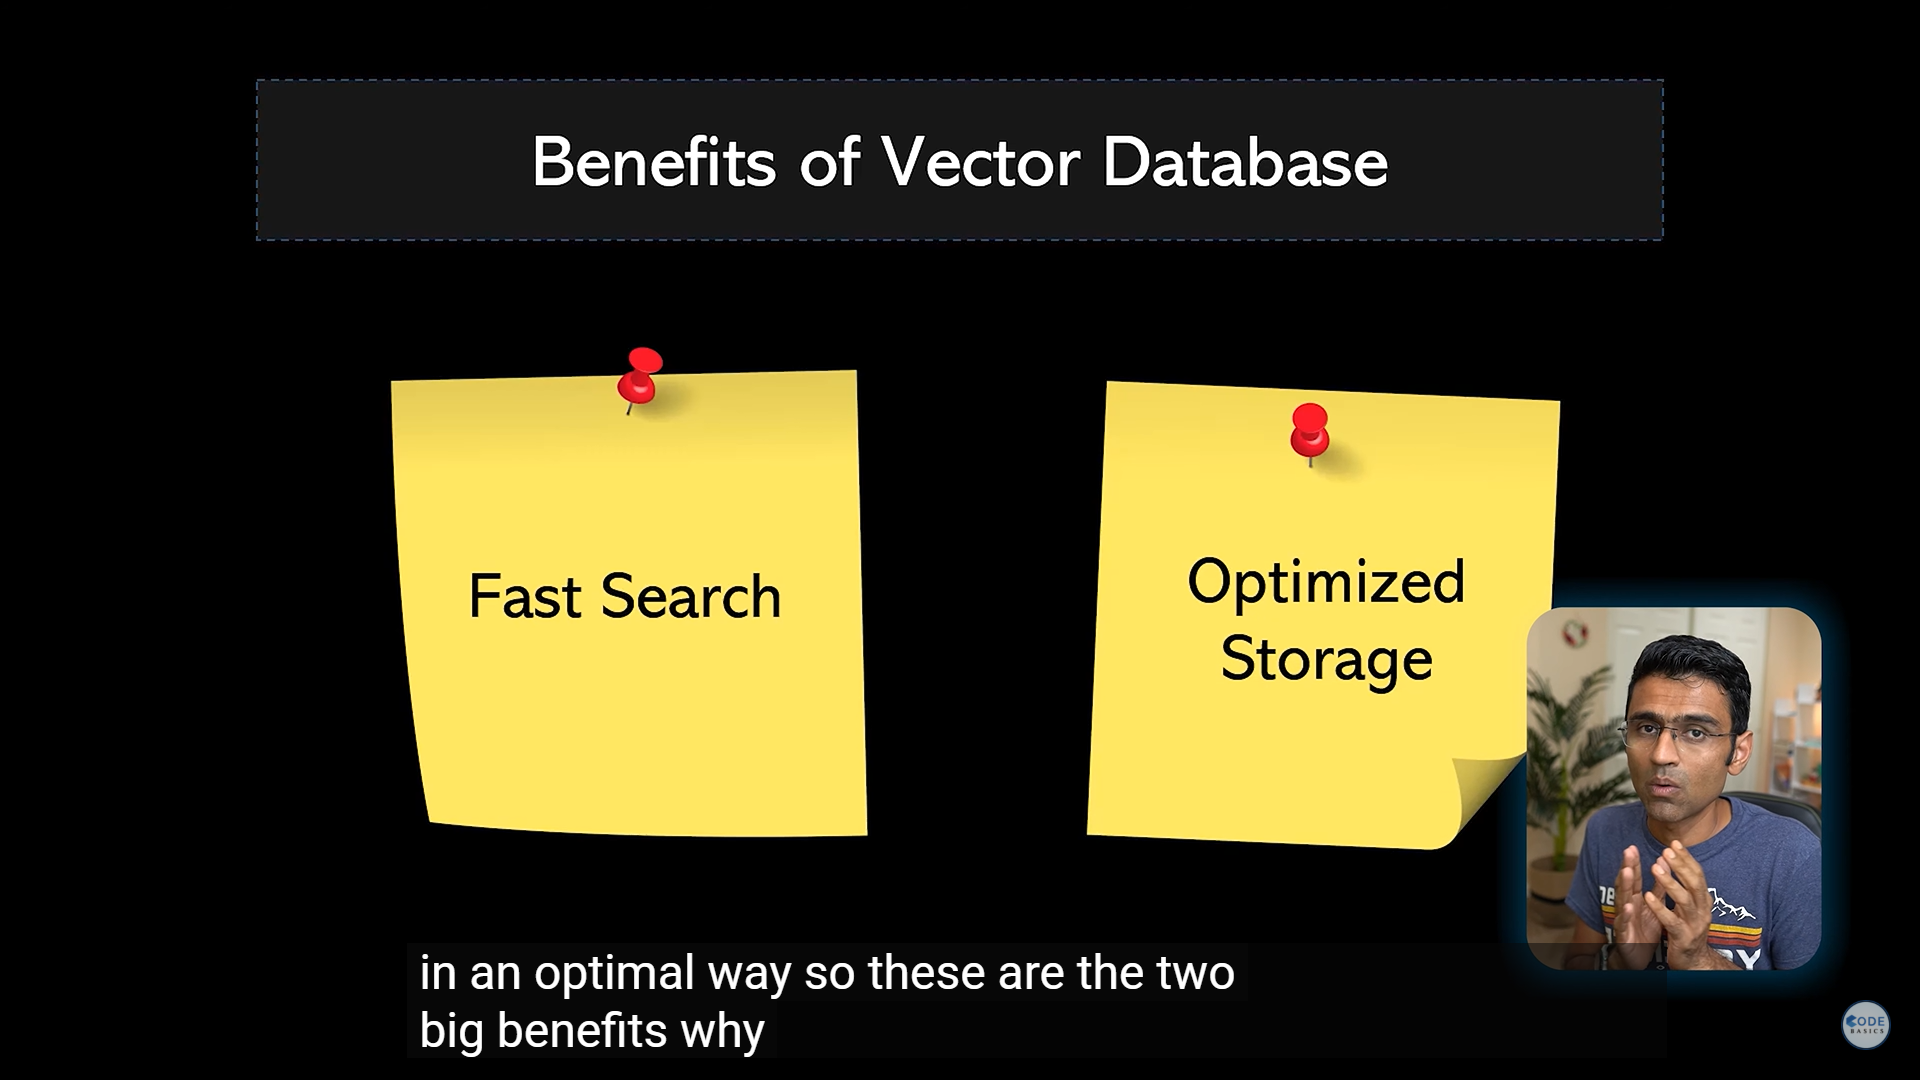 Benefits of Vector Database
Fast Search
Optimized
Storage
in an optimal way so these are the two
big benefits why
CODE
BASICS